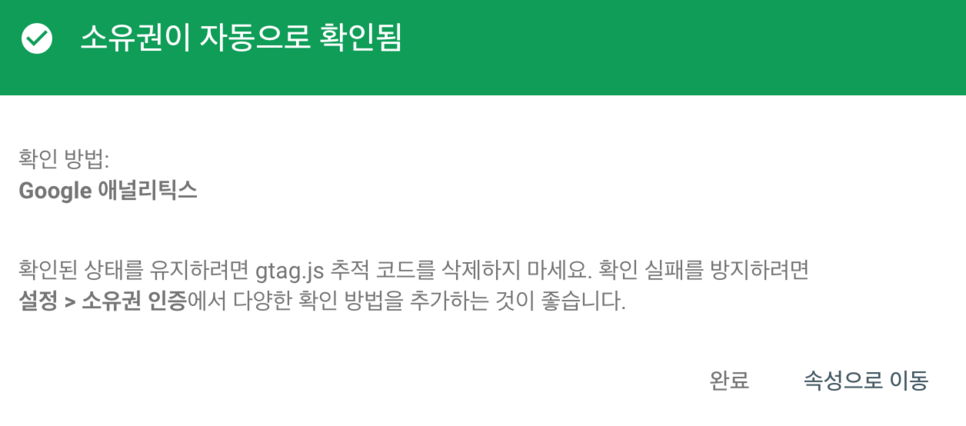 소유권이 자동으로 확인됨
확인 방법:
Google 애널리틱스
확인된 상태를 유지하려면 gtag.js 추적 코드를 삭제하지 마세요. 확인 실패를 방지하려면
설정 > 소유권 인증에서 다양한 확인 방법을 추가하는 것이 좋습니다.
완료 속성으로 이동